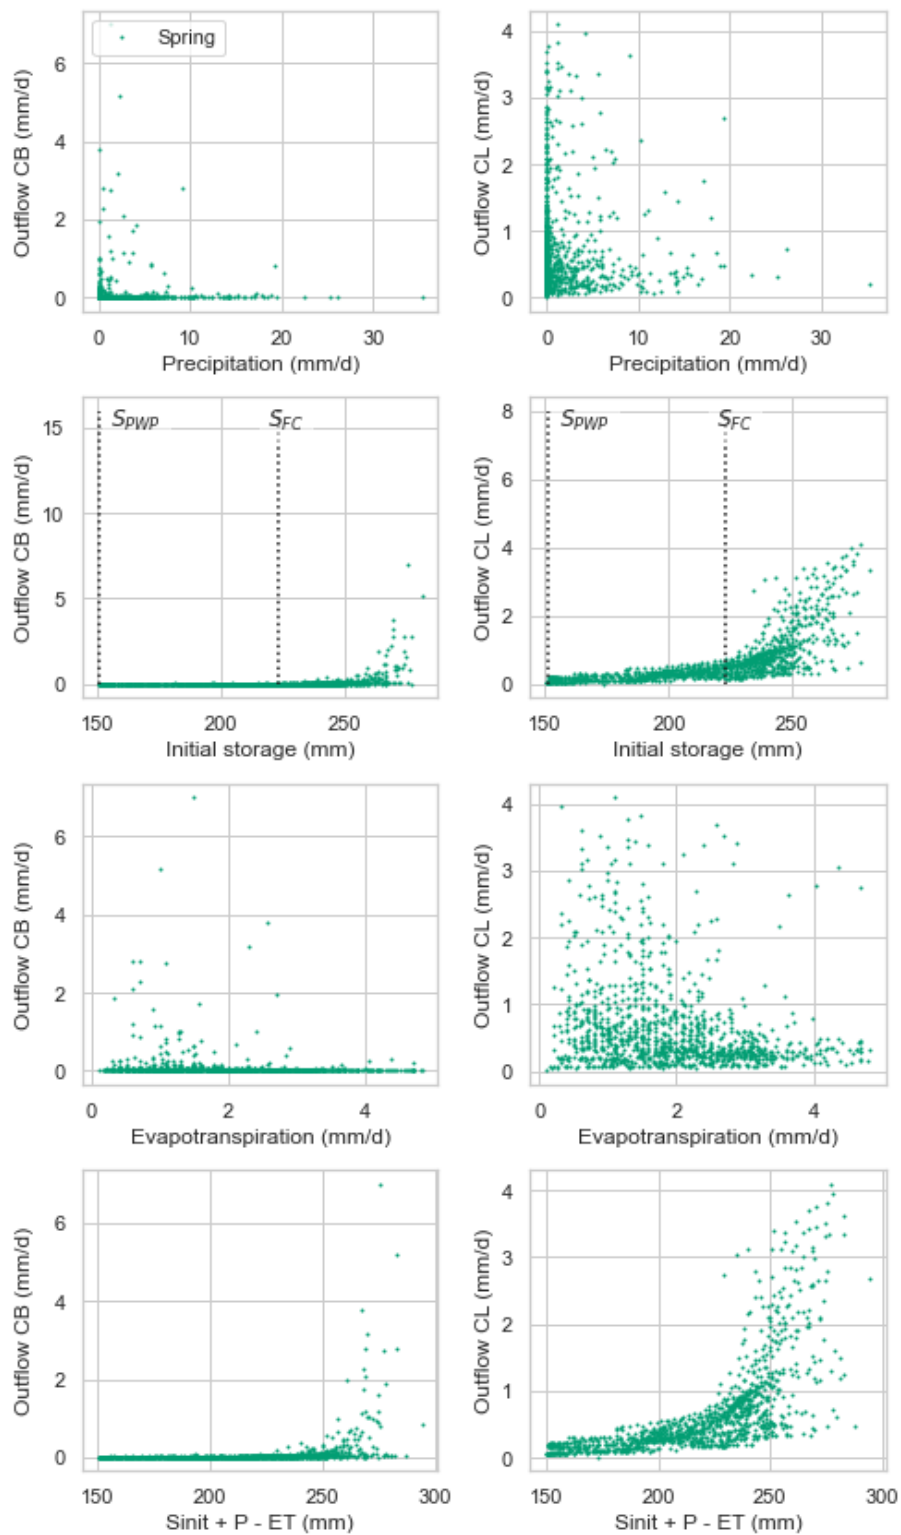 Spring
Outflow CB (mm/d)
6
4
2
0
0 10 20 30
Precipitation (mm/d)
Outflow CL (mm/d)
4
3
2
1
0
0 10 20 30
Precipitation (mm/d)
S_PWP S_FC
Outflow CB (mm/d)
15
10
5
0
150 200 250
Initial storage (mm)
S_PWP S_FC
Outflow CL (mm/d)
8
6
4
2
0
150 200 250
Initial storage (mm)
Outflow CB (mm/d)
6
4
2
0
0 2 4
Evapotranspiration (mm/d)
Outflow CL (mm/d)
4
3
2
1
0
0 2 4
Evapotranspiration (mm/d)
Outflow CB (mm/d)
6
4
2
0
150 200 250 300
Sinit + P - ET (mm)
Outflow CL (mm/d)
4
3
2
1
0
150 200 250 300
Sinit + P - ET (mm)